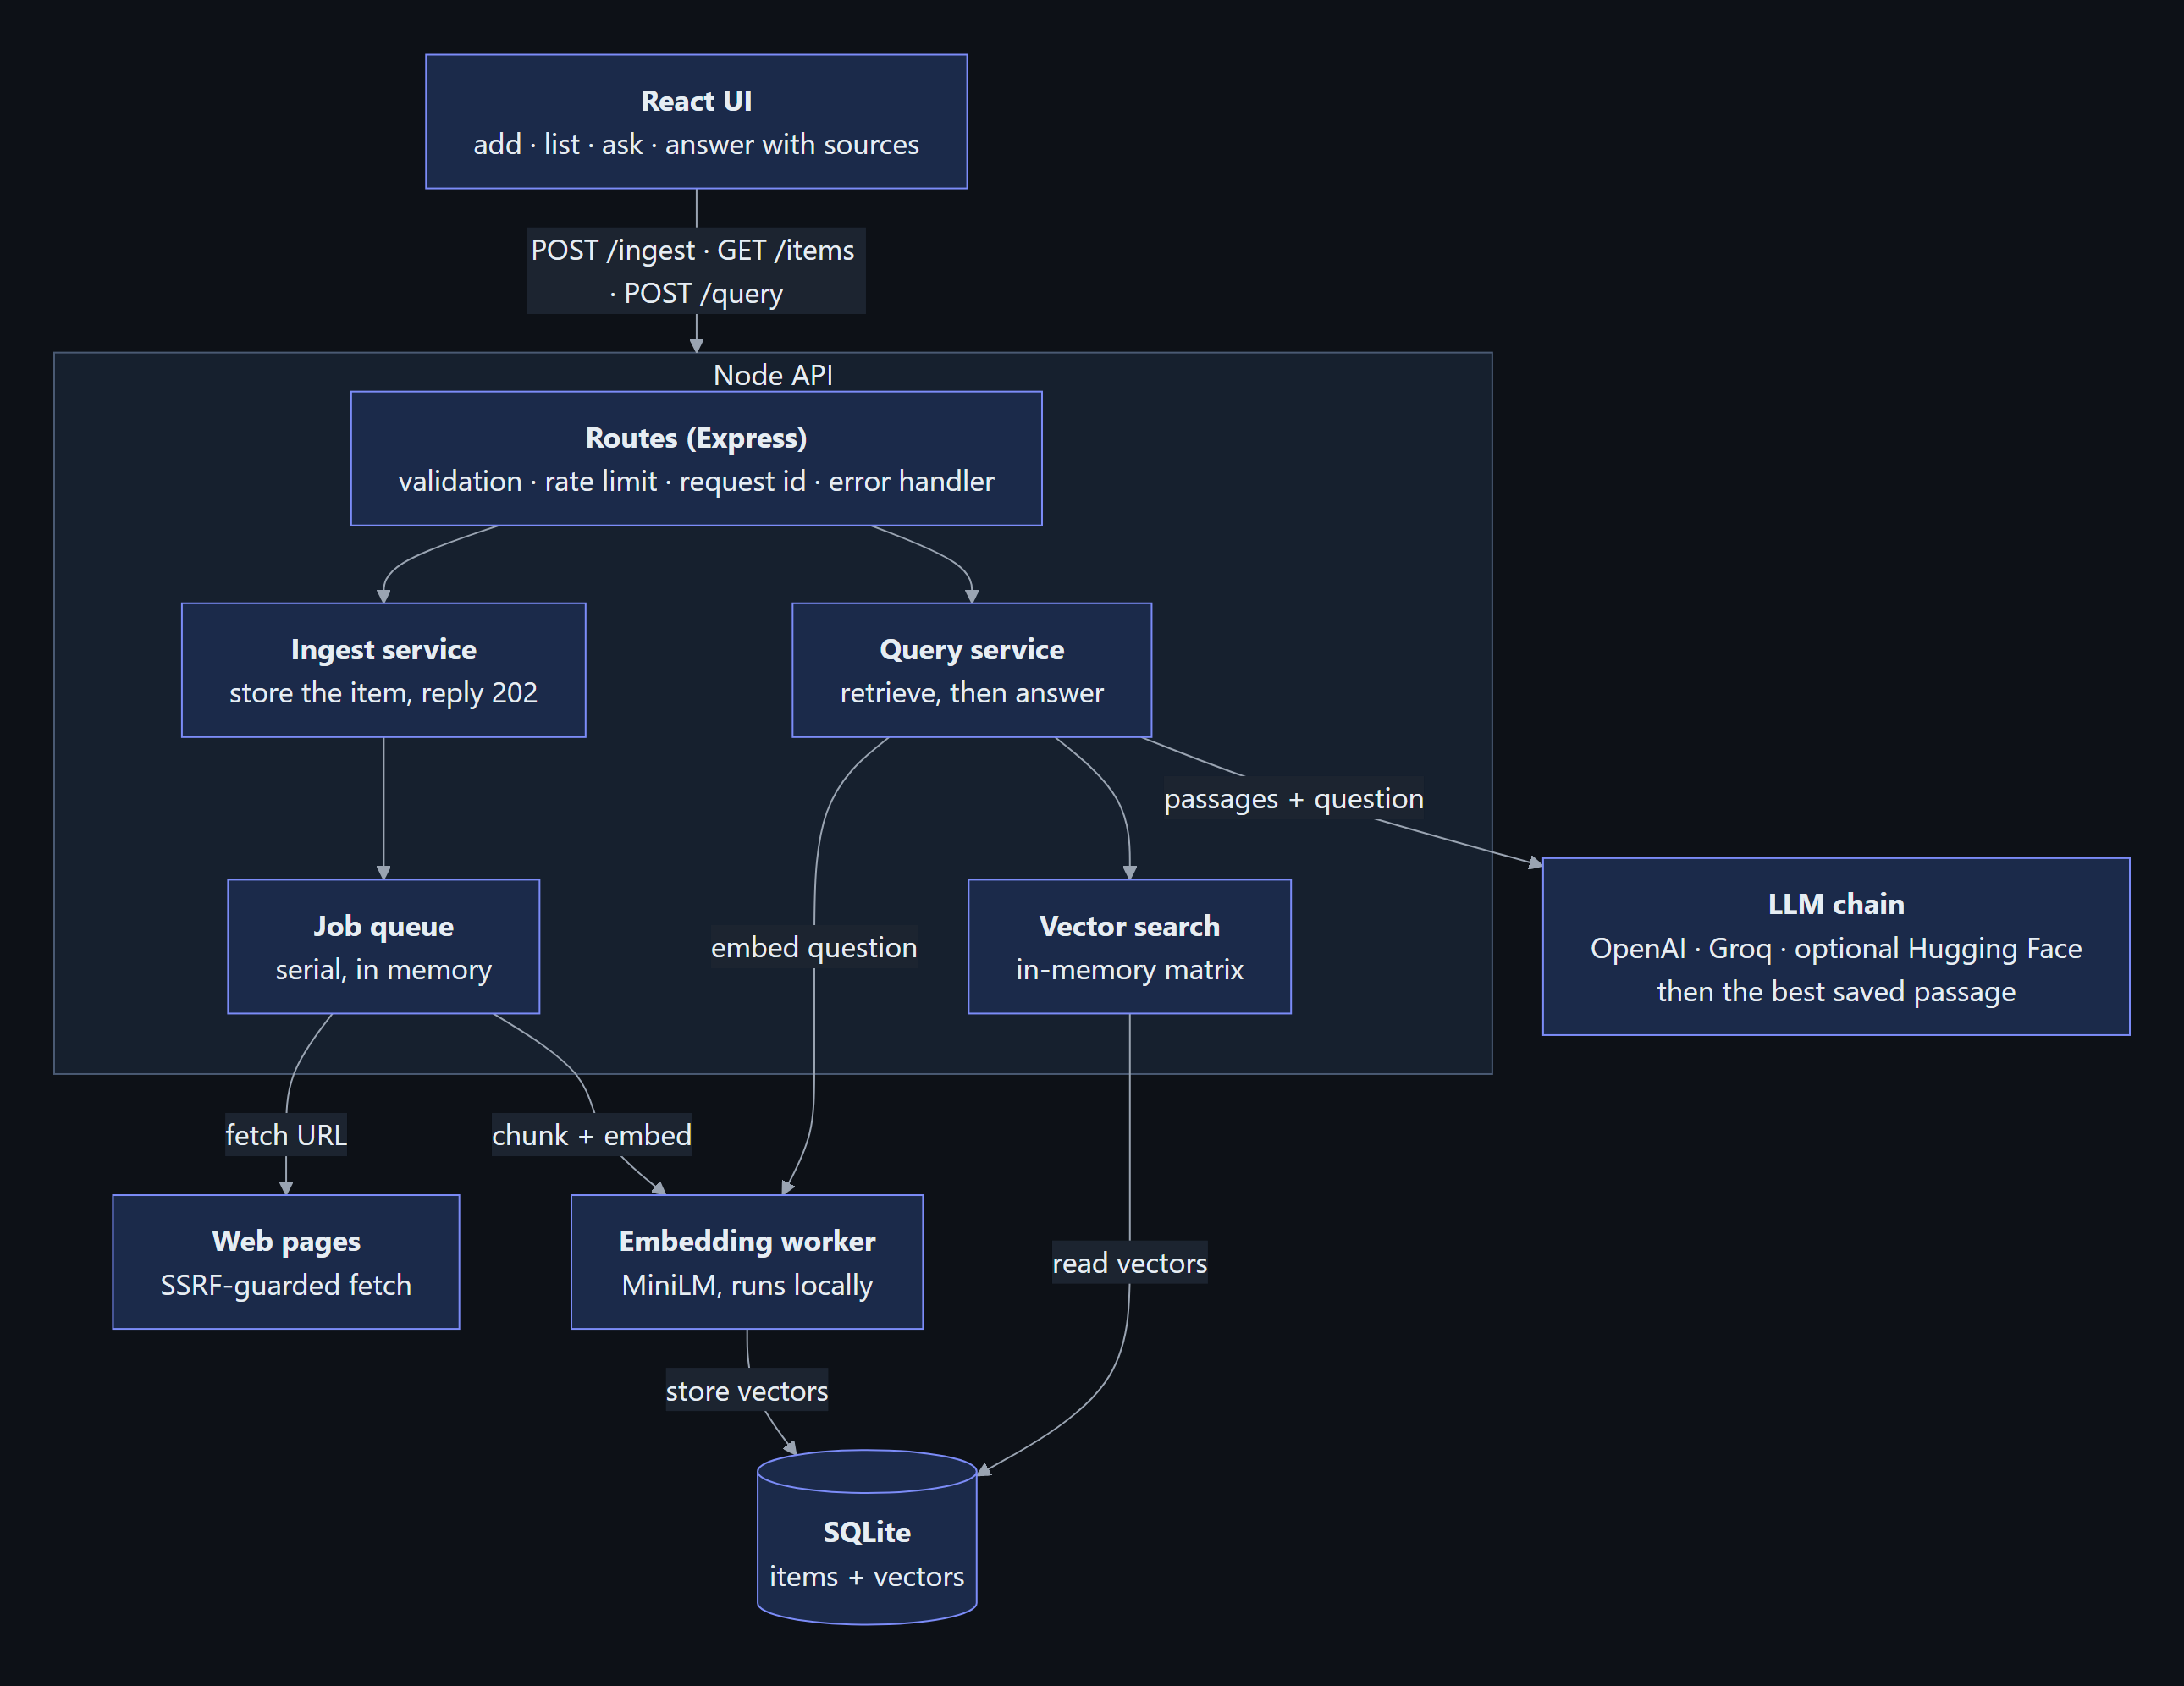 React UI
add · list · ask · answer with sources
POST /ingest · GET /items
· POST /query
Node API
Routes (Express)
validation · rate limit · request id · error handler
Ingest service
store the item, reply 202
Query service
retrieve, then answer
passages + question
LLM chain
OpenAI · Groq · optional Hugging Face
then the best saved passage
Job queue
serial, in memory
embed question
Vector search
in-memory matrix
fetch URL
chunk + embed
Web pages
SSRF-guarded fetch
Embedding worker
MiniLM, runs locally
read vectors
store vectors
SQLite
items + vectors